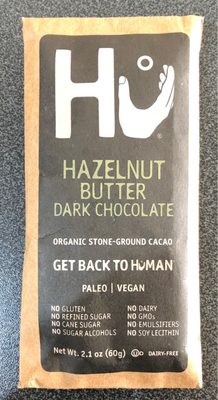 Hu
®
HAZELNUT
BUTTER
DARK CHOCOLATE
ORGANIC STONE-GROUND CACAO
GET BACK TO HUMAN
PALEO | VEGAN
NO GLUTEN
NO REFINED SUGAR
NO CANE SUGAR
NO SUGAR ALCOHOLS
NO DAIRY
NO GMOs
NO EMULSIFIERS
NO SOY LECITHIN
Net Wt. 2.1 oz (60g) U D DAIRY-FREE